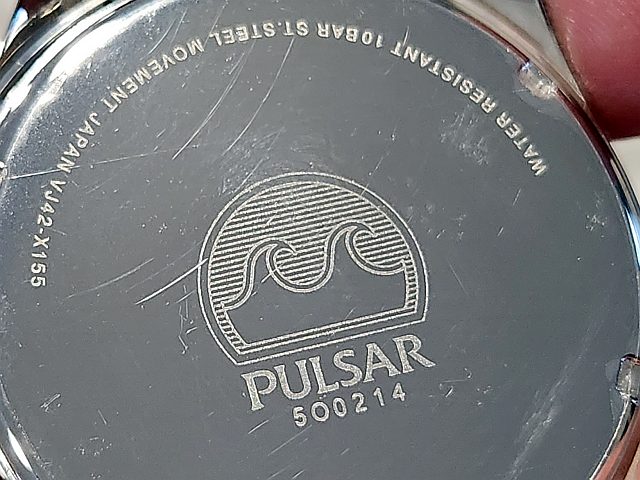 WATER RESISTANT 10BAR ST.STEEL MOVEMENT JAPAN VJ42-X155
PULSAR
500214